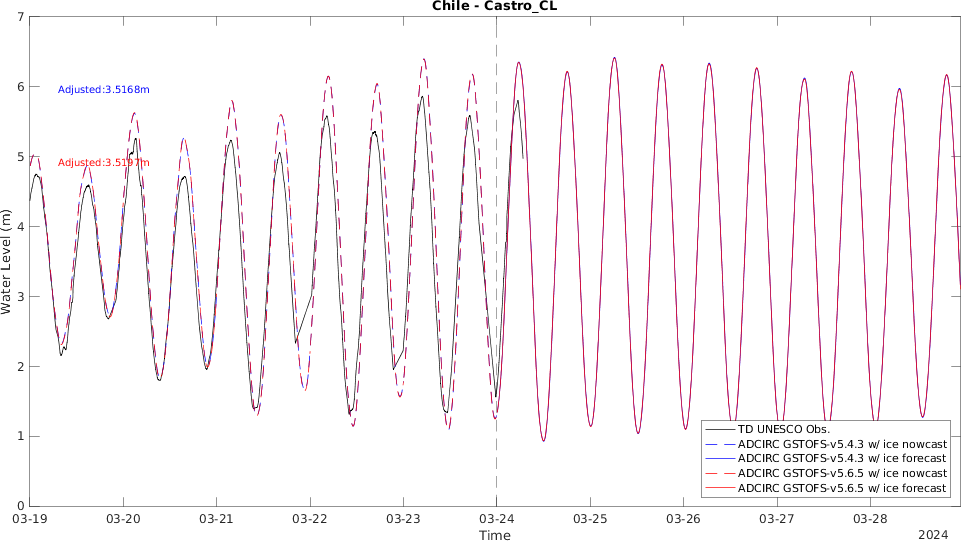 Chile - Castro_CL
7
6
5
4
3
2
1
0
Water Level (m)
Adjusted:3.5168m
Adjusted:3.5197m
TD UNESCO Obs.
ADCIRC GSTOFS-v5.4.3 w/ ice nowcast
ADCIRC GSTOFS-v5.4.3 w/ ice forecast
ADCIRC GSTOFS-v5.6.5 w/ ice nowcast
ADCIRC GSTOFS-v5.6.5 w/ ice forecast
03-19 03-20 03-21 03-22 03-23 03-24 03-25 03-26 03-27 03-28
Time
2024